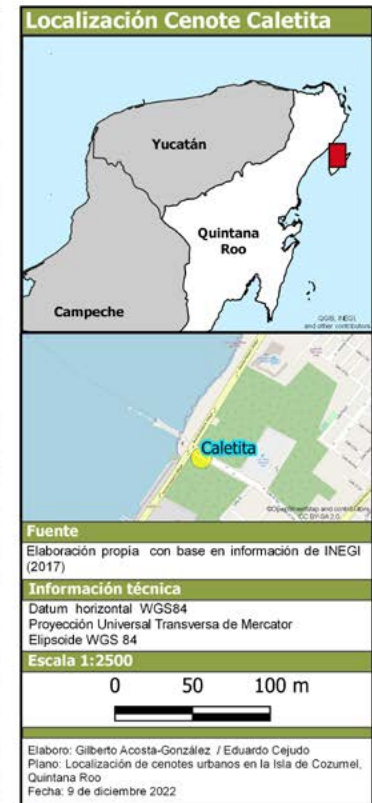 Localización Cenote Caletita
Yucatán
Quintana
Roo
Campeche
QGIS, INEGI
and other contributors
Caletita
©OpenStreetMap and contributors
CC BY-SA 2.0
Fuente
Elaboración propia con base en información de INEGI
(2017)
Información técnica
Datum horizontal WGS84
Proyección Universal Transversa de Mercator
Elipsoide WGS 84
Escala 1:2500
0 50 100 m
Elaboro: Gilberto Acosta-González / Eduardo Cejudo
Plano: Localización de cenotes urbanos en la Isla de Cozumel,
Quintana Roo
Fecha: 9 de diciembre 2022